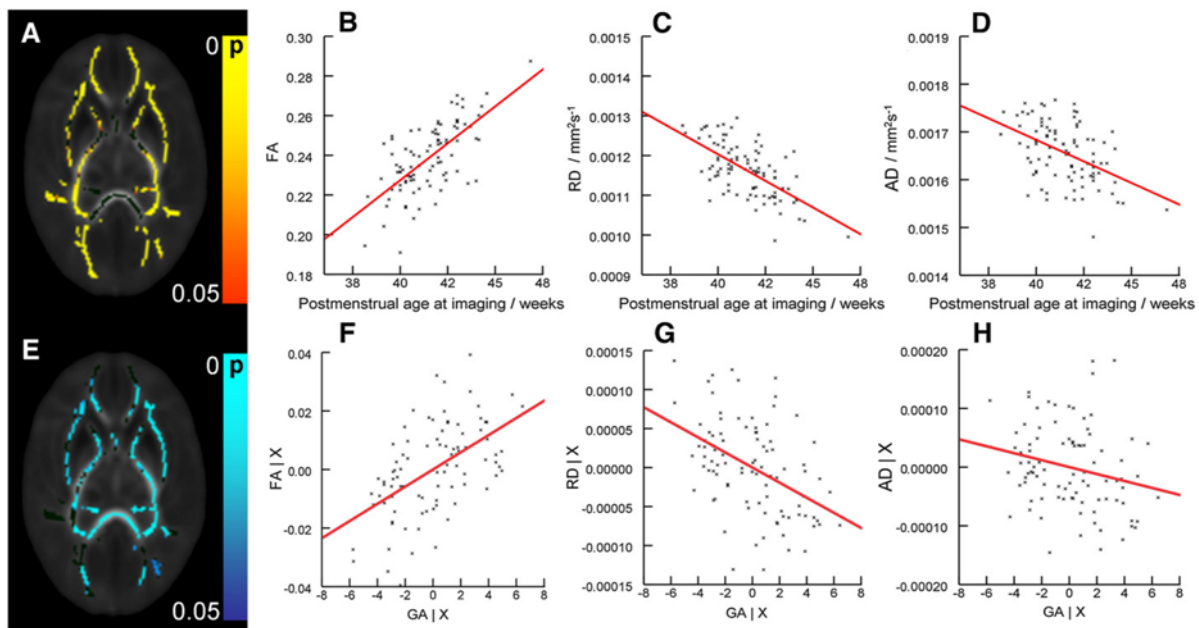 A
0
p
0.05
B
0.30
0.28
0.26
0.24
0.22
0.20
0.18
FA
38 40 42 42 48
Postmenstrual age at imaging / weeks
C
0.0015
0.0014
0.0013
0.0012
0.0011
0.0010
0.0009
RD / mm²s⁻¹
38 40 42 42 48
Postmenstrual age at imaging / weeks
D
0.0019
0.0018
0.0017
0.0016
0.0015
0.0014
AD / mm²s⁻¹
38 40 42 42 48
Postmenstrual age at imaging / weeks
E
0
p
0.05
F
0.04
0.02
0.00
-0.02
-0.04
FA | X
-8 -6 -4 -2 0 2 4 6 8
GA | X
G
0.00015
0.00010
0.00005
0.00000
-0.00005
-0.00010
-0.00015
RD | X
-8 -6 -4 -2 0 2 4 6 8
GA | X
H
0.00020
0.00010
0.00000
-0.00010
-0.00020
AD | X
-8 -6 -4 -2 0 2 4 6 8
GA | X